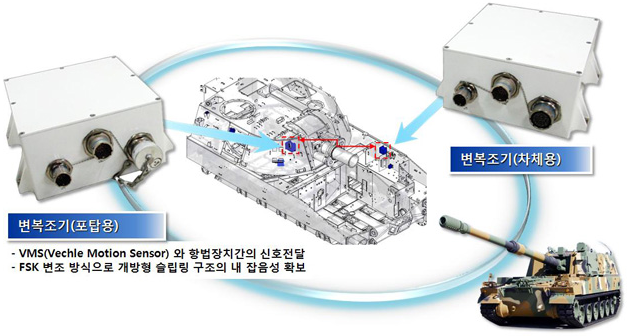 변복조기(차체용)
변복조기(포탑용)
- VMS(Vechle Motion Sensor) 와 항법장치간의 신호전달
- FSK 변조 방식으로 개방형 슬립링 구조의 내 잡음성 확보